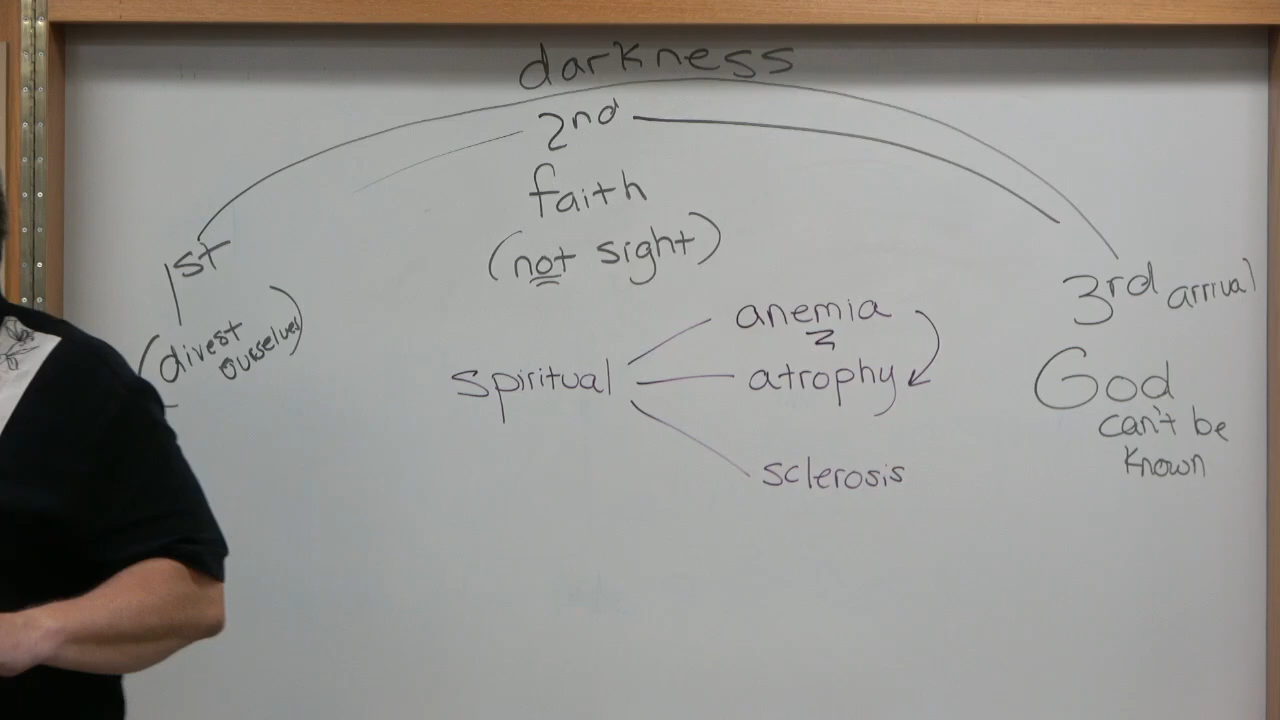 darkness
2nd
faith
(not sight)
1st
(divest
ourselves)
spiritual
anemia
atrophy
sclerosis
3rd arrival
God
can't be
known